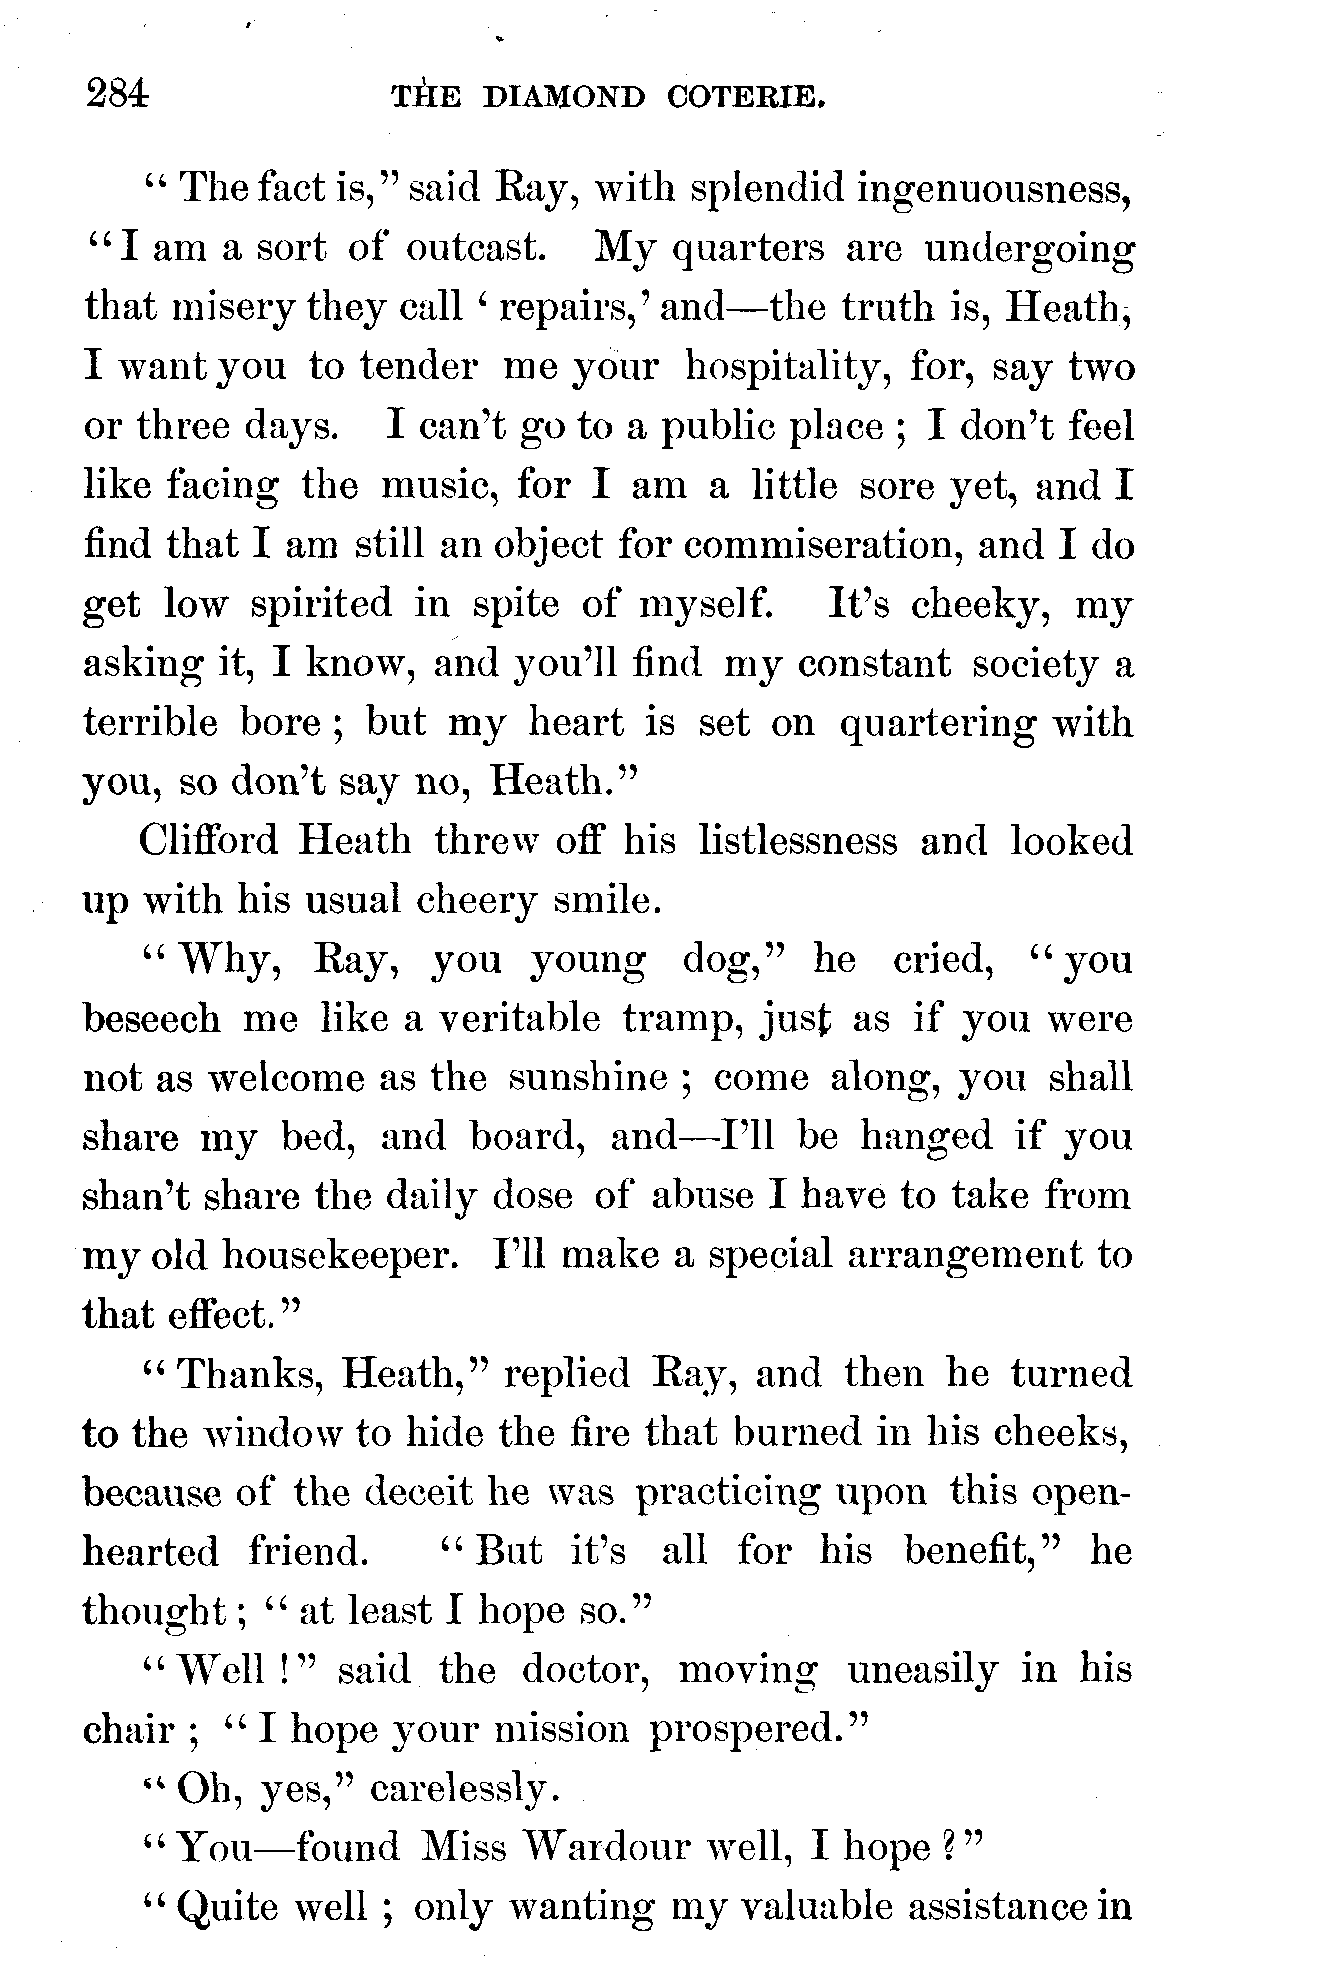 284 THE DIAMOND COTERIE.
“ The fact is,” said Ray, with splendid ingenuousness,
“ I am a sort of outcast. My quarters are undergoing
that misery they call ‘ repairs,’ and—the truth is, Heath,
I want you to tender me your hospitality, for, say two
or three days. I can’t go to a public place ; I don’t feel
like facing the music, for I am a little sore yet, and I
find that I am still an object for commiseration, and I do
get low spirited in spite of myself. It’s cheeky, my
asking it, I know, and you’ll find my constant society a
terrible bore ; but my heart is set on quartering with
you, so don’t say no, Heath.”
Clifford Heath threw off his listlessness and looked
up with his usual cheery smile.
“ Why, Ray, you young dog,” he cried, “ you
beseech me like a veritable tramp, just as if you were
not as welcome as the sunshine ; come along, you shall
share my bed, and board, and—I’ll be hanged if you
shan’t share the daily dose of abuse I have to take from
my old housekeeper. I’ll make a special arrangement to
that effect.”
“ Thanks, Heath,” replied Ray, and then he turned
to the window to hide the fire that burned in his cheeks,
because of the deceit he was practicing upon this open-
hearted friend. “ But it’s all for his benefit,” he
thought ; “ at least I hope so.”
“ Well !” said the doctor, moving uneasily in his
chair ; “ I hope your mission prospered.”
“ Oh, yes,” carelessly.
“ You—found Miss Wardour well, I hope ?”
“ Quite well ; only wanting my valuable assistance in